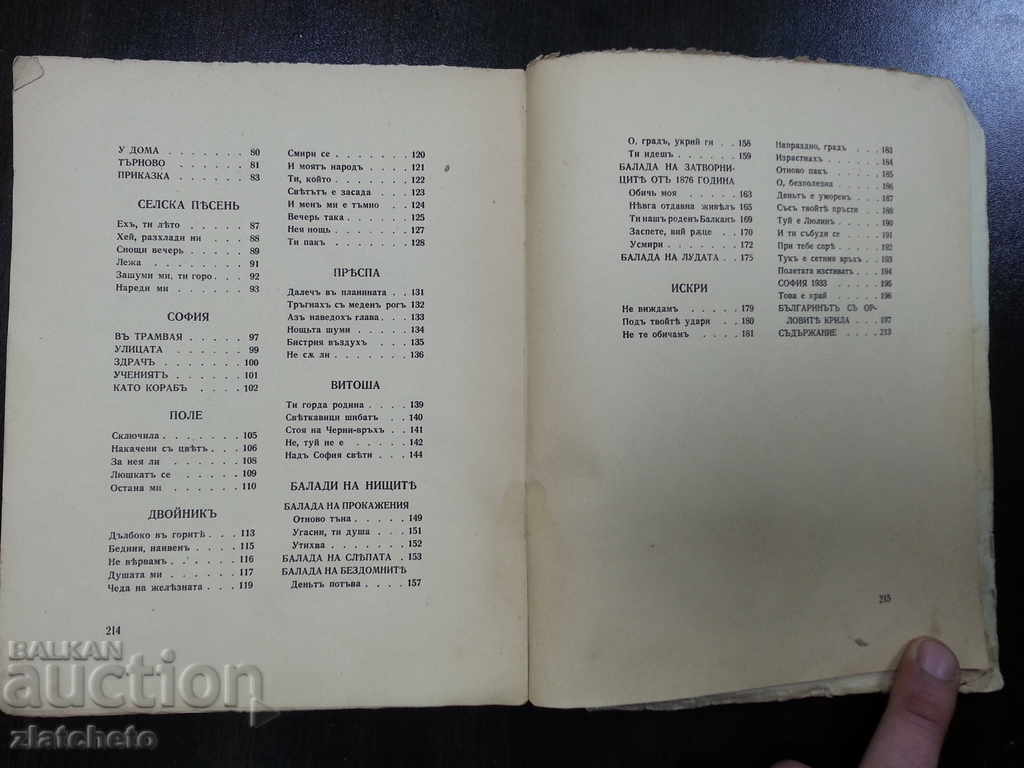 У ДОМА . . . . . . . 80
ТЪРНОВО . . . . . . 81
ПРИКАЗКА . . . . . . 83
СЕЛСКА ПѢСЕНЬ
Ехъ, ти лѣто . . . . . 87
Хей, разхлади ни . . . 88
Снощи вечерь . . . . . 89
Лежа . . . . . . . . 91
Зашуми ми, ти горо . . . 92
Нареди ми . . . . . . 93
СОФИЯ
ВЪ ТРАМВАЯ . . . . . 97
УЛИЦАТА . . . . . . 99
ЗДРАЧЪ . . . . . . . 100
УЧЕНИЯТЪ . . . . . . 101
КАТО КОРАБЪ . . . . 102
ПОЛЕ
Сключила . . . . . . . 105
Накачени съ цвѣтъ . . . 106
За нея ли . . . . . . 108
Люшкатъ се . . . . . 109
Остана ми . . . . . . 110
ДВОЙНИКЪ
Дълбоко въ горитѣ . . . 113
Бедния, наивенъ . . . . 115
Не вѣрвамъ . . . . . . 116
Душата ми . . . . . . 117
Чеда на желѣзната . . . 119
214
Смири се . . . . . . . 120
И моятъ народъ . . . . 121
Ти, който . . . . . . . 122
Свѣтътъ е засада . . . . 123
И менъ ми е тъмно . . . 124
Вечерь така . . . . . . 125
Нея нощь . . . . . . . 127
Ти пакъ . . . . . . . 128
ПРѢСПА
Далечъ въ планината . . . 131
Тръгнахъ съ меденъ рогъ 132
Азъ наведохъ глава . . . 133
Нощьта шуми . . . . . 134
Бистрия въздухъ . . . . 135
Не сѫ ли . . . . . . . 136
ВИТОША
Ти горда родина . . . . 139
Свѣткавици шибатъ . . 140
Стоя на Черни-връхъ . . 141
Не, туй не е . . . . . 142
Надъ София свѣти . . . 144
БАЛАДИ НА НИЩИТѢ
БАЛАДА НА ПРОКАЖЕНИЯ
Отново тъна . . . . . 149
Угасни, ти душа . . . . 151
Утихва . . . . . . . 152
БАЛАДА НА СЛѢПАТА . 153
БАЛАДА НА БЕЗДОМНИТѢ
Деньтъ потъва . . . . 157
О, градъ, укрий ги . . . 158
Ти идешъ . . . . . . 159
БАЛАДА НА ЗАТВОРНИ-
ЦИТѢ ОТЪ 1876 ГОДИНА
Обичь моя . . . . . . 163
Нѣвга отдавна живѣлъ 165
Ти нашъ роденъ Балканъ 169
Заспете, вий рѫце . . 170
Усмири . . . . . . . 172
БАЛАДА НА ЛУДАТА . . 175
ИСКРИ
Не виждамъ . . . . . 179
Подъ твойтѣ удари . . 180
Не те обичамъ . . . . 181
Напраздно, градъ . . . 183
Израстнахъ . . . . . . 184
Отново пакъ . . . . . 185
О, безполезна . . . . . 186
Деньтъ е уморенъ . . . 187
Със твойтѣ пръсти . . 188
Туй е Люлинъ . . . . 190
И ти събуди се . . . . 191
При тебе горѣ . . . . 192
Тукъ е сетния връхъ . . 193
Полетата изстиватъ . . 194
СОФИЯ 1933 . . . . . 195
Това е край . . . . . 196
БЪЛГАРИНЪТЪ СЪ ОР-
ЛОВИТѢ КРИЛА . . . 197
СЪДЪРЖАНИЕ . . . . 213
215
BALKAN
auction
zlatcheto